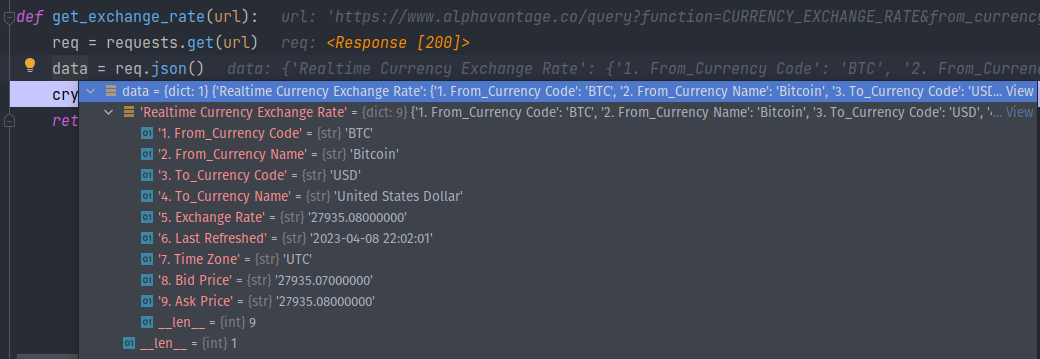 def get_exchange_rate(url):  url: 'https://www.alphavantage.co/query?function=CURRENCY_EXCHANGE_RATE&from_currency
req = requests.get(url)  req: <Response [200]>
data = req.json()  data: {'Realtime Currency Exchange Rate': {'1. From_Currency Code': 'BTC', '2. From_Curren
cry
data = {dict: 1} {'Realtime Currency Exchange Rate': {'1. From_Currency Code': 'BTC', '2. From_Currency Name': 'Bitcoin', '3. To_Currency Code': 'USD... View
'Realtime Currency Exchange Rate' = {dict: 9} {'1. From_Currency Code': 'BTC', '2. From_Currency Name': 'Bitcoin', '3. To_Currency Code': 'USD', '4... View
ret
'1. From_Currency Code' = {str} 'BTC'
'2. From_Currency Name' = {str} 'Bitcoin'
'3. To_Currency Code' = {str} 'USD'
'4. To_Currency Name' = {str} 'United States Dollar'
'5. Exchange Rate' = {str} '27935.08000000'
'6. Last Refreshed' = {str} '2023-04-08 22:02:01'
'7. Time Zone' = {str} 'UTC'
'8. Bid Price' = {str} '27935.07000000'
'9. Ask Price' = {str} '27935.08000000'
__len__ = {int} 9
__len__ = {int} 1